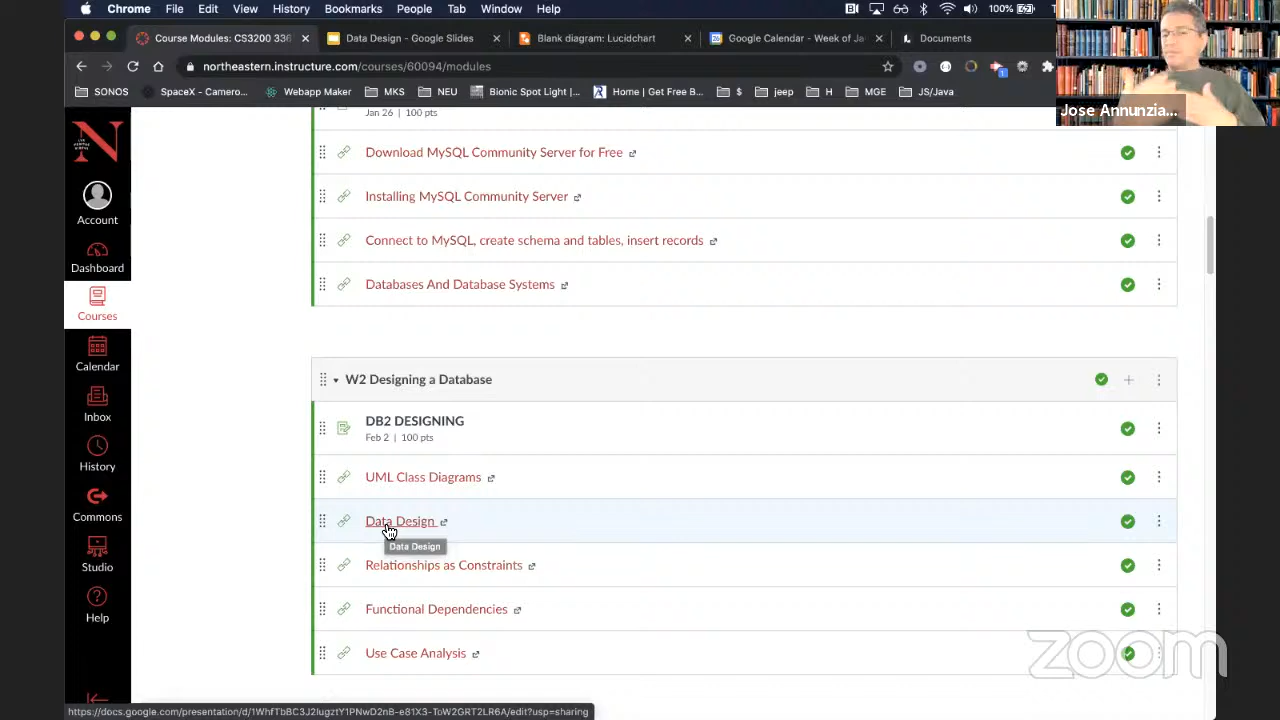 Chrome File Edit View History Bookmarks People Tab Window Help 100%
Course Modules: CS3200 336 Data Design - Google Slides Blank diagram: Lucidchart Google Calendar - Week of Ja Documents
northeastern.instructure.com/courses/60094/modules
SONOS SpaceX - Camero... Webapp Maker MKS NEU Bionic Spot Light |... Home | Get Free B... $ jeep H MGE JS/Java
Jose Annunzia...
Jan 26 | 100 pts
Download MySQL Community Server for Free
Installing MySQL Community Server
Account
Connect to MySQL, create schema and tables, insert records
Dashboard
Databases And Database Systems
Courses
Calendar
W2 Designing a Database
Inbox
DB2 DESIGNING
Feb 2 | 100 pts
History
UML Class Diagrams
Commons
Data Design
Data Design
Studio
Relationships as Constraints
Help
Functional Dependencies
Use Case Analysis
zoom
https://docs.google.com/presentation/d/1WhfTbBC3J2IugztY1PNwD2nB-e81X3-ToW2GRT2LR6A/edit?usp=sharing